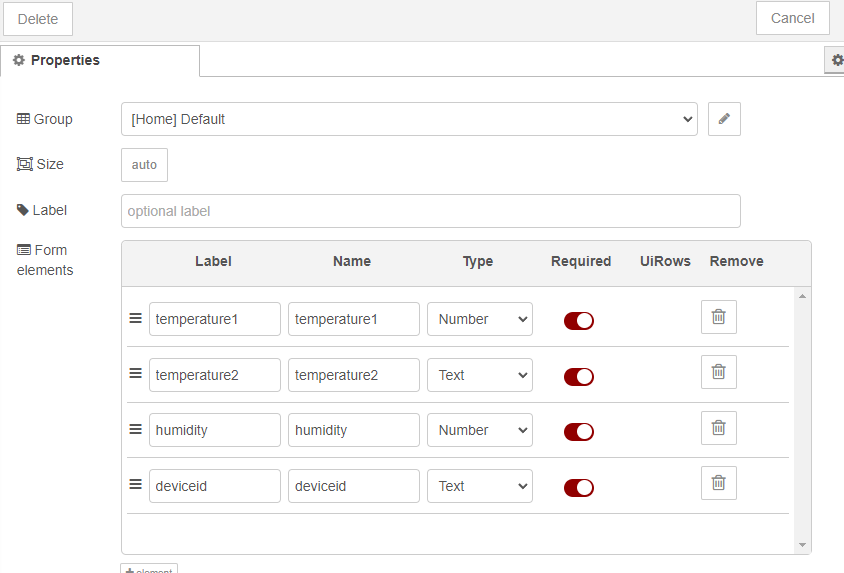 Delete
Cancel
Properties
Group
[Home] Default
Size
auto
Label
optional label
Form elements
Label Name Type Required UiRows Remove
temperature1 temperature1 Number
temperature2 temperature2 Text
humidity humidity Number
deviceid deviceid Text
element